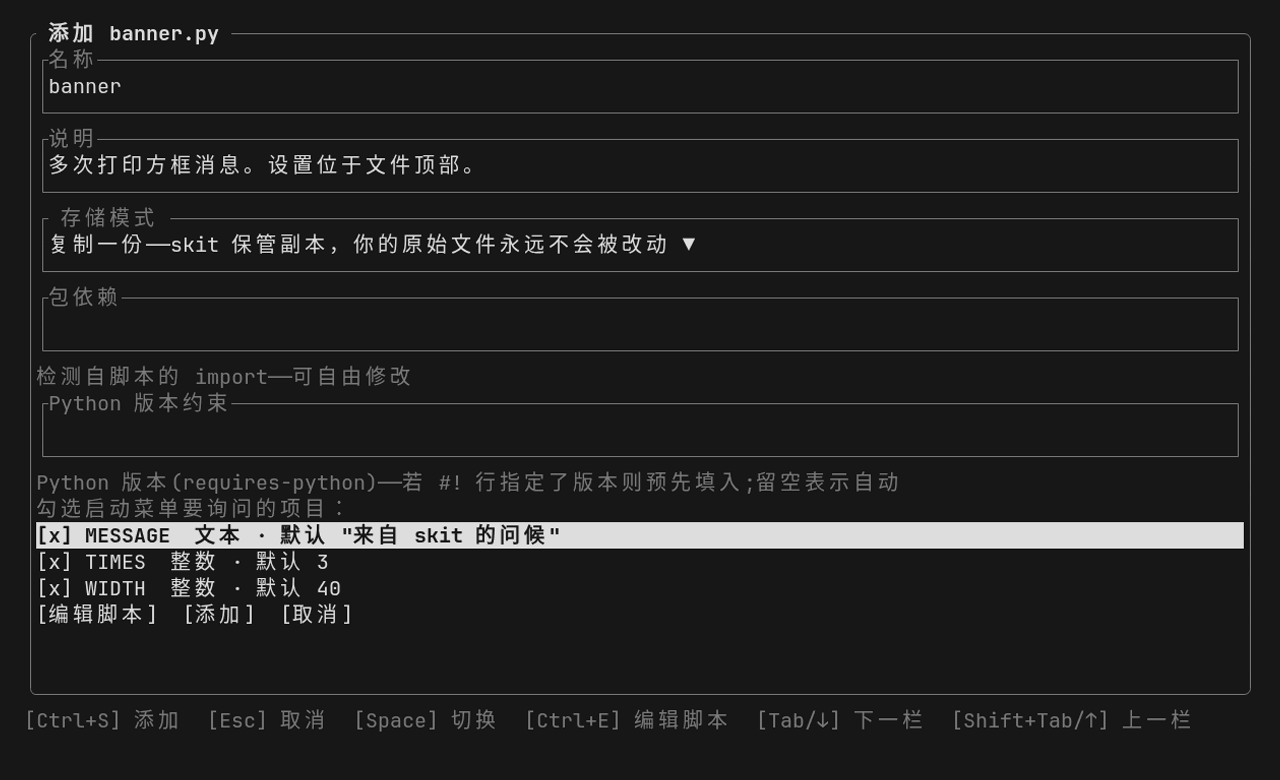 添加 banner.py
名称
banner
说明
多次打印方框消息。设置位于文件顶部。
存储模式
复制一份——skit 保管副本，你的原始文件永远不会被改动 ▼
包依赖
检测自脚本的 import——可自由修改
Python 版本约束
Python 版本(requires-python)——若 #! 行指定了版本则预先填入;留空表示自动
勾选启动菜单要询问的项目：
[x] MESSAGE 文本 · 默认 "来自 skit 的问候"
[x] TIMES 整数 · 默认 3
[x] WIDTH 整数 · 默认 40
[编辑脚本] [添加] [取消]
[Ctrl+S] 添加 [Esc] 取消 [Space] 切换 [Ctrl+E] 编辑脚本 [Tab/↓] 下一栏 [Shift+Tab/↑] 上一栏